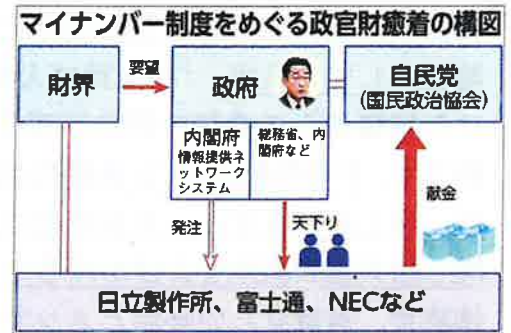 マイナンバー制度をめぐる政官財癒着の構図
財界
要望
政府
自民党
(国民政治協会)
内閣府
情報提供ネ
ットワーク
システム
総務省、内
閣府など
発注
天下り
献金
日立製作所、富士通、NECなど